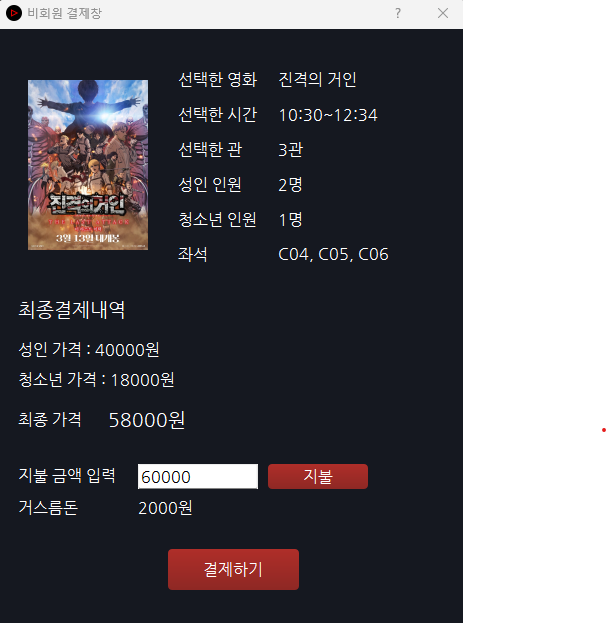 비회원 결제창
?
진격의 거인
3월 13일 대개봉
선택한 영화 진격의 거인
선택한 시간 10:30~12:34
선택한 관 3관
성인 인원 2명
청소년 인원 1명
좌석 C04, C05, C06
최종결제내역
성인 가격 : 40000원
청소년 가격 : 18000원
최종 가격 58000원
지불 금액 입력 60000 지불
거스름돈 2000원
결제하기